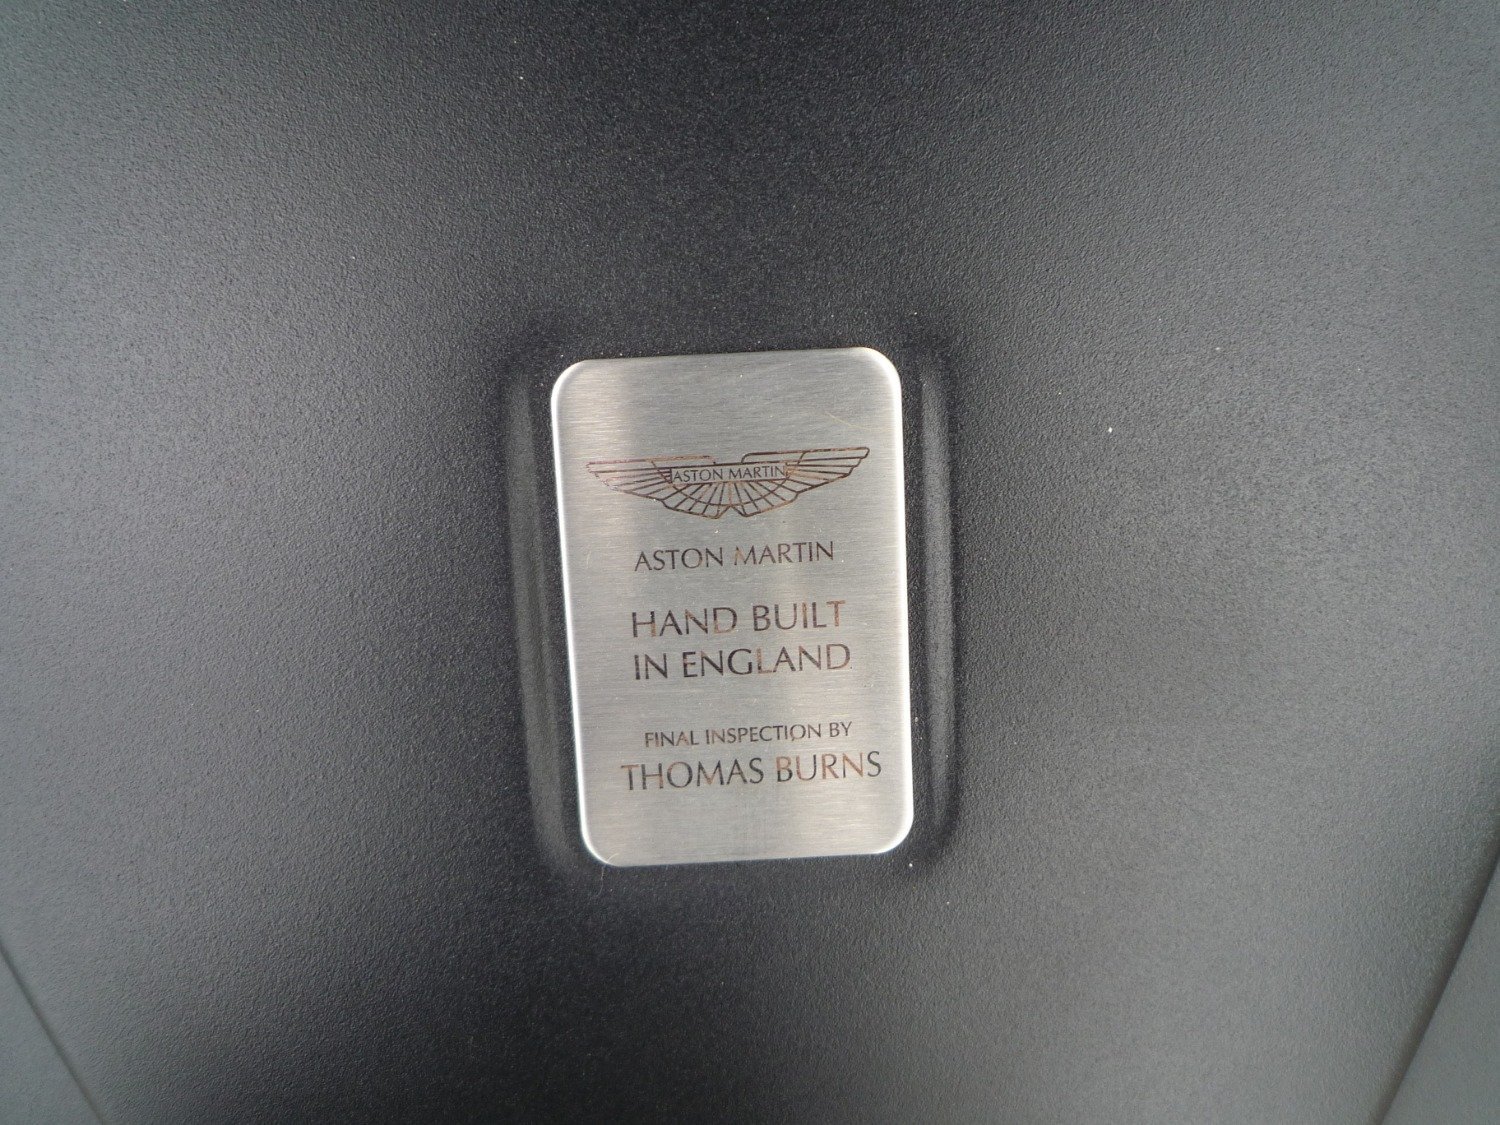 ASTON MARTIN
ASTON MARTIN
HAND BUILT
IN ENGLAND
FINAL INSPECTION BY
THOMAS BURNS